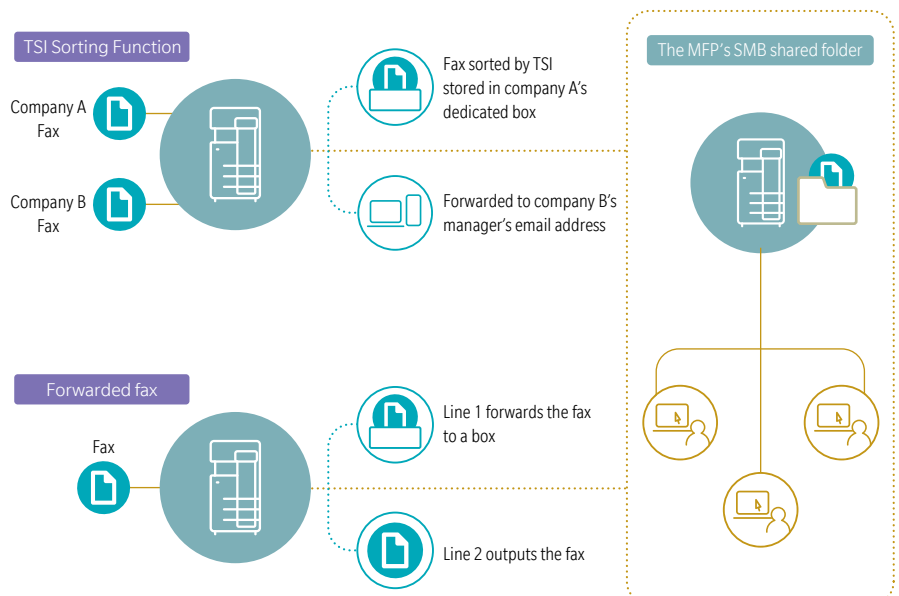 TSI Sorting Function
Company A
Fax
Company B
Fax
Fax sorted by TSI
stored in company A's
dedicated box
Forwarded to company B's
manager's email address
The MFP's SMB shared folder
Forwarded fax
Fax
Line 1 forwards the fax
to a box
Line 2 outputs the fax